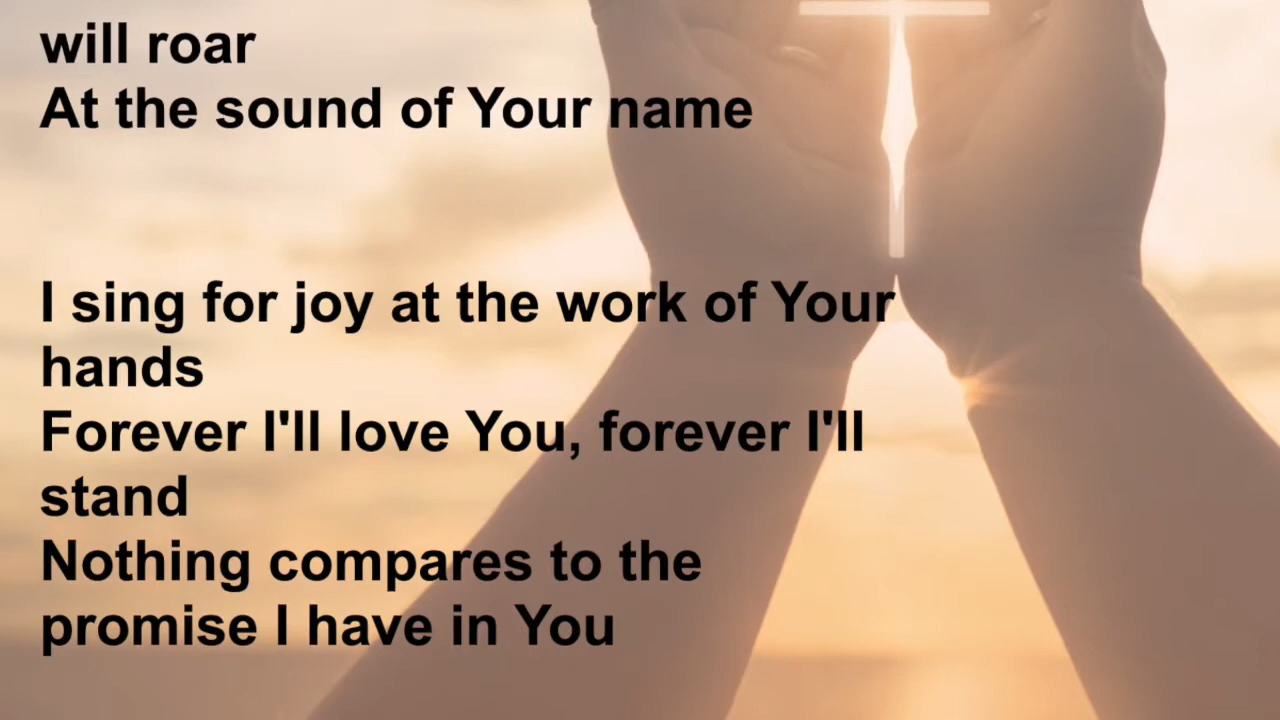 will roar
At the sound of Your name
I sing for joy at the work of Your
hands
Forever I'll love You, forever I'll
stand
Nothing compares to the
promise I have in You